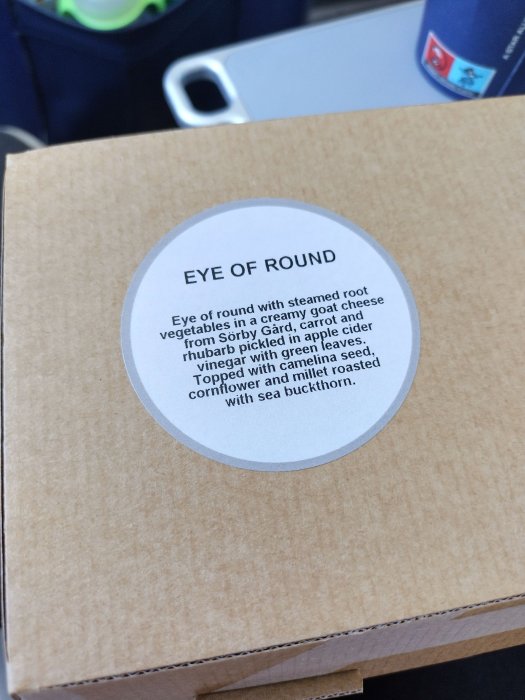 A STAR AL
EYE OF ROUND
Eye of round with steamed root
vegetables in a creamy goat cheese
from Sörby Gård, carrot and
rhubarb pickled in apple cider
vinegar with green leaves.
Topped with camelina seed,
cornflower and millet roasted
with sea buckthorn.